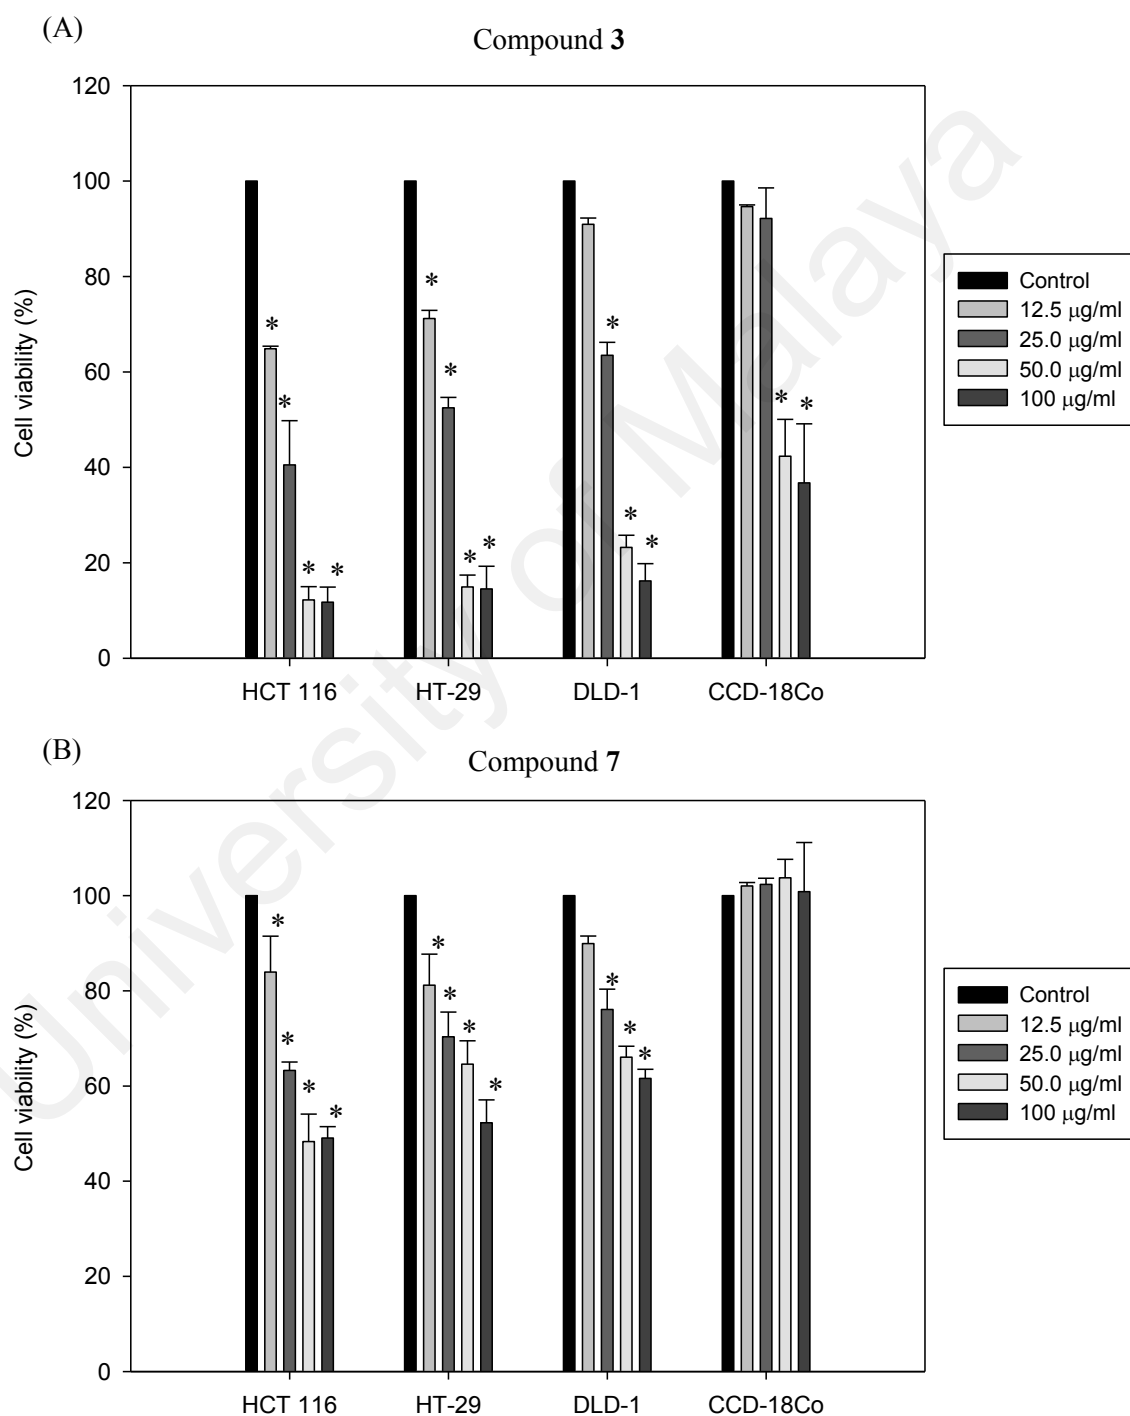 (A)
Compound 3
120
100
80
60
40
20
0
Cell viability (%)
* * * *
* * * *
* * *
* *
HCT 116 HT-29 DLD-1 CCD-18Co
Control
12.5 µg/ml
25.0 µg/ml
50.0 µg/ml
100 µg/ml
(B)
Compound 7
120
100
80
60
40
20
0
Cell viability (%)
* * * *
* * * *
* * *
HCT 116 HT-29 DLD-1 CCD-18Co
Control
12.5 µg/ml
25.0 µg/ml
50.0 µg/ml
100 µg/ml
University of Malaya